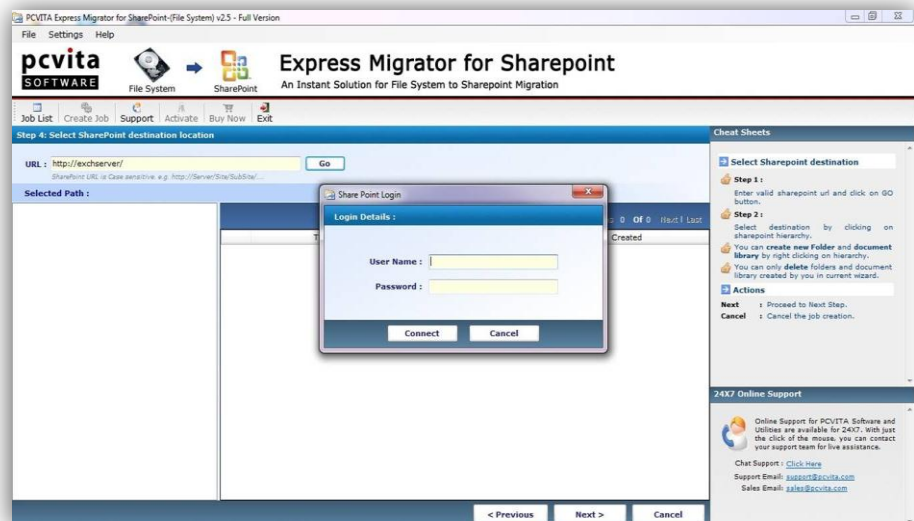 PCVITA Express Migrator for SharePoint-(File System) v2.5 - Full Version
File Settings Help
pcvita
SOFTWARE
File System
SharePoint
Express Migrator for Sharepoint
An Instant Solution for File System to Sharepoint Migration
Job List Create Job Support Activate Buy Now Exit
Step 4: Select SharePoint destination location
URL : http://exchserver/ Go
SharePoint URL is Case sensitive. e.g. http://Server/Site/SubSite/...
Selected Path :
0 Of 0 Next Last
Created
Share Point Login
Login Details :
User Name :
Password :
Connect Cancel
< Previous Next > Cancel
Cheat Sheets
Select Sharepoint destination
Step 1 :
Enter valid sharepoint url and click on GO
button.
Step 2 :
Select destination by clicking on
sharepoint hierarchy.
You can create new Folder and document
library by right clicking on hierarchy.
You can only delete folders and document
library created by you in current wizard.
Actions
Next : Proceed to Next Step.
Cancel : Cancel the job creation.
24X7 Online Support
Online Support for PCVITA Software and
Utilities are available for 24X7. With just
the click of the mouse, you can contact
your support team for live assistance.
Chat Support : Click Here
Support Email: support@pcvita.com
Sales Email: sales@pcvita.com